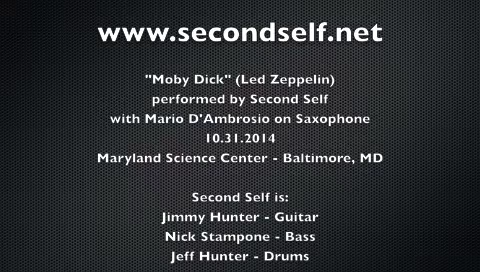 www.secondself.net
"Moby Dick" (Led Zeppelin)
performed by Second Self
with Mario D'Ambrosio on Saxophone
10.31.2014
Maryland Science Center - Baltimore, MD
Second Self is:
Jimmy Hunter - Guitar
Nick Stampone - Bass
Jeff Hunter - Drums